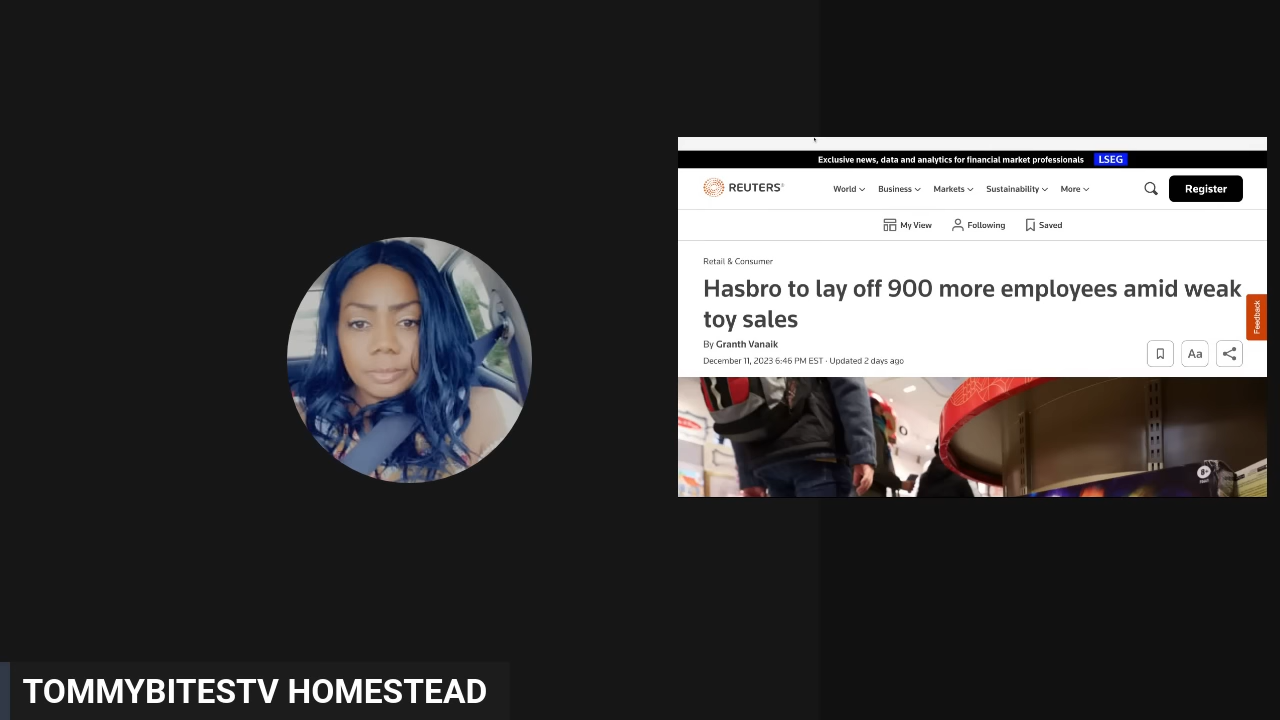 Exclusive news, data and analytics for financial market professionals LSEG
REUTERS
World Business Markets Sustainability More
Register
My View Following Saved
Retail & Consumer
Hasbro to lay off 900 more employees amid weak
toy sales
Feedback
By Granth Vanaik
Aa
December 11, 2023 6:46 PM EST · Updated 2 days ago
TOMMYBITESTV HOMESTEAD